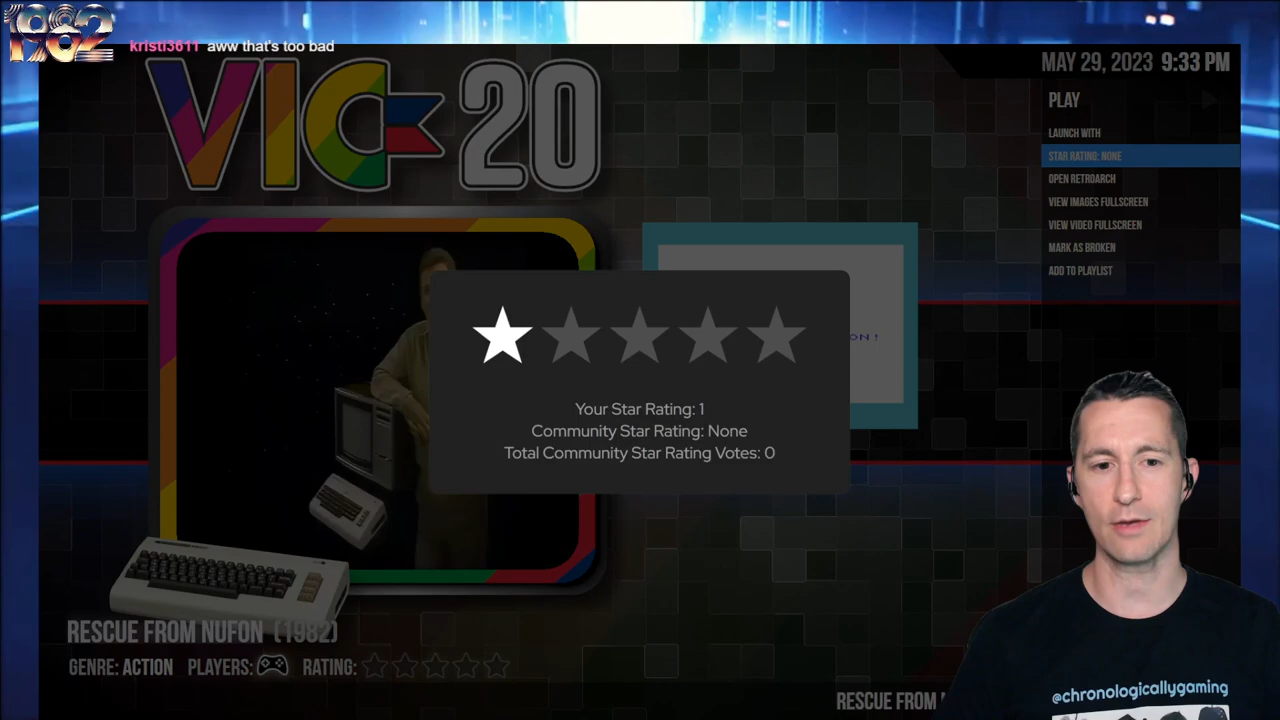 1982
kristi3611 aww that's too bad
MAY 29, 2023 9:33 PM
VIC 20
PLAY
LAUNCH WITH
STAR RATING: NONE
OPEN RETROARCH
VIEW IMAGES FULLSCREEN
VIEW VIDEO FULLSCREEN
MARK AS BROKEN
ADD TO PLAYLIST
ON !
Your Star Rating: 1
Community Star Rating: None
Total Community Star Rating Votes: 0
RESCUE FROM NUFON (1982)
GENRE: ACTION PLAYERS: RATING:
RESCUE FROM
@chronologicallygaming